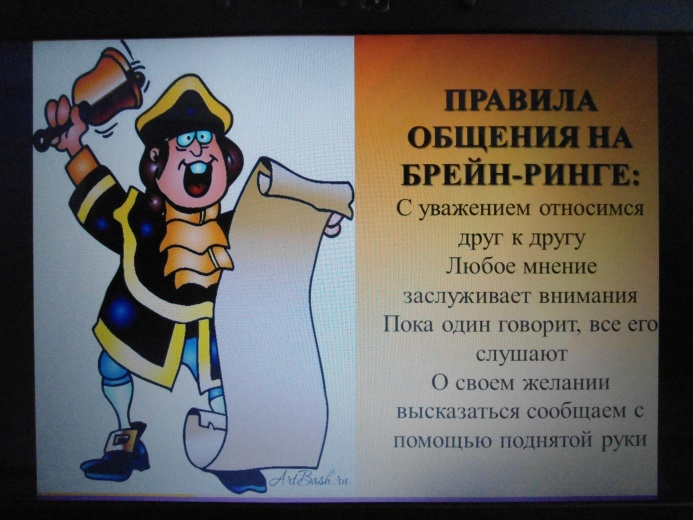 ПРАВИЛА
ОБЩЕНИЯ НА
БРЕЙН-РИНГЕ:
С уважением относимся
друг к другу
Любое мнение
заслуживает внимания
Пока один говорит, все его
слушают
О своем желании
высказаться сообщаем с
помощью поднятой руки
ArtBash.ru